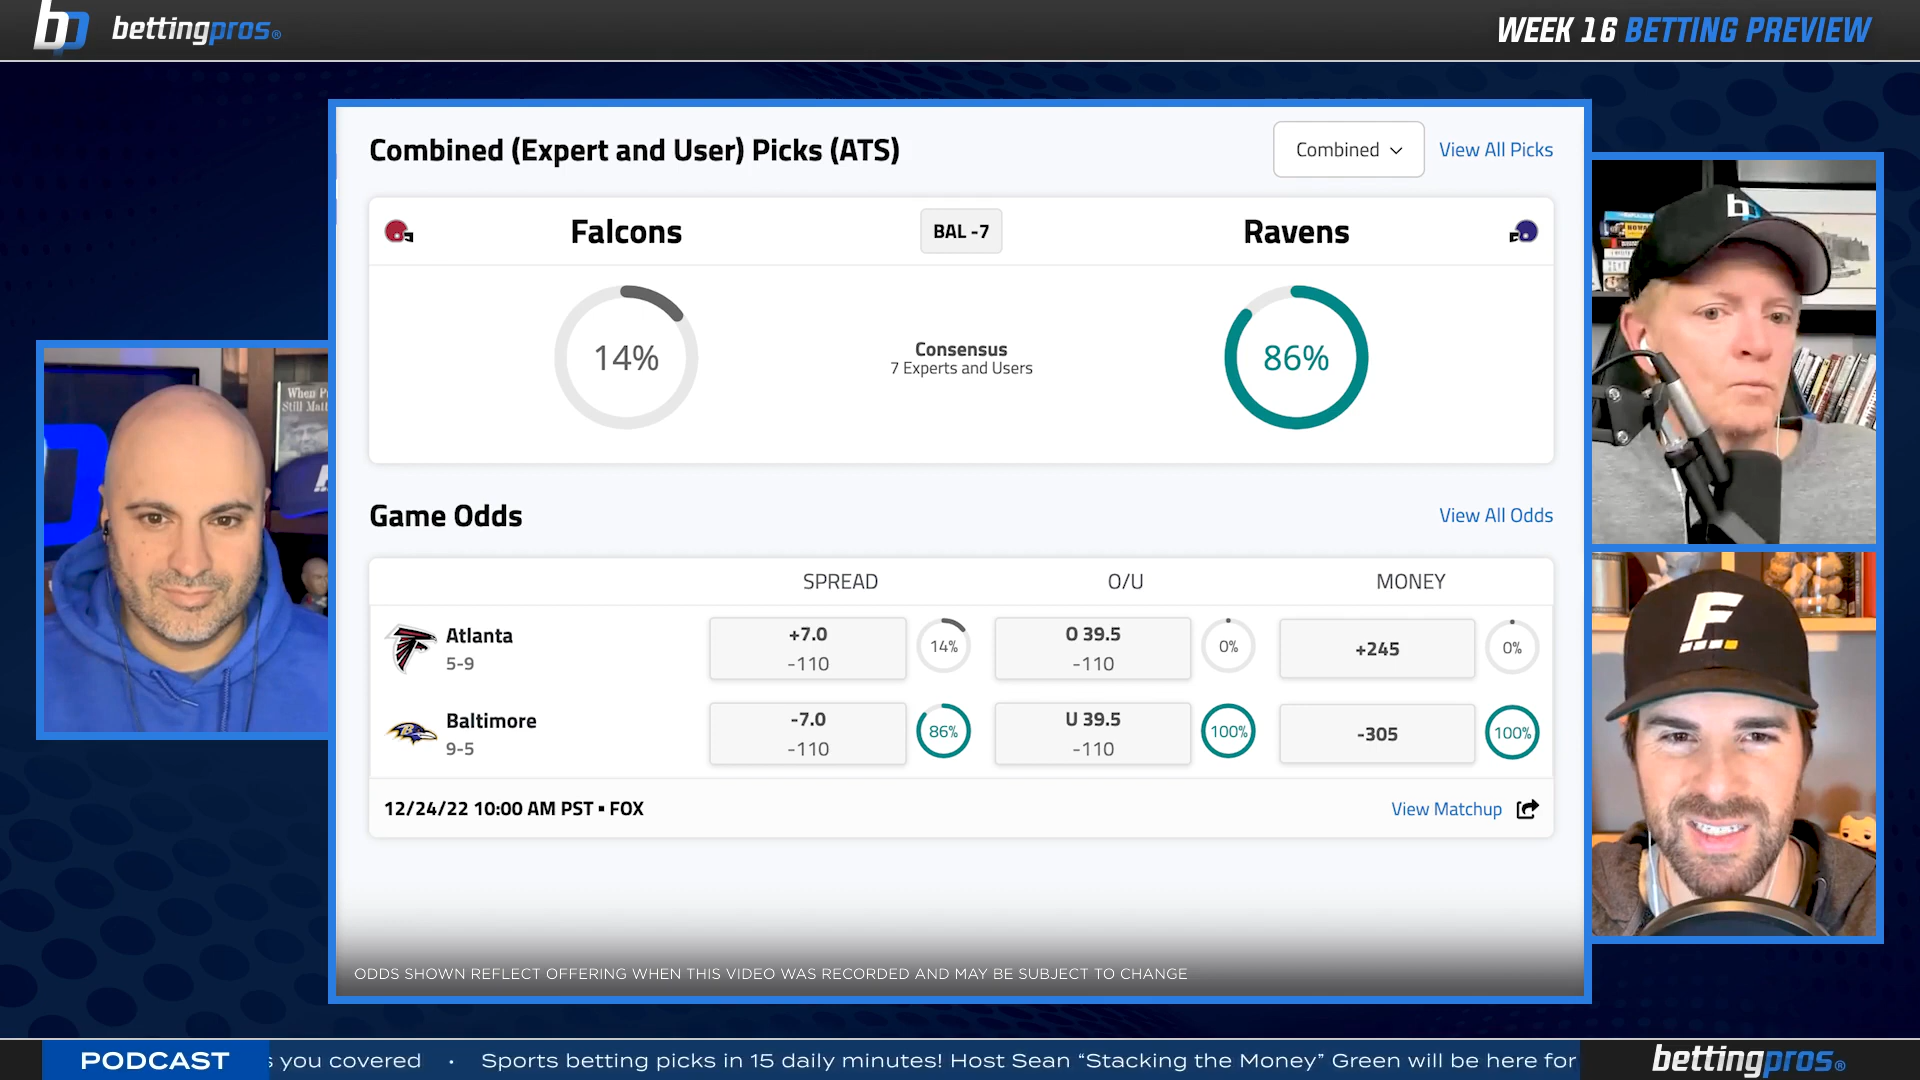 bp bettingpros®
WEEK 16 BETTING PREVIEW
Combined (Expert and User) Picks (ATS)
Combined
View All Picks
Falcons
BAL -7
Ravens
14%
Consensus
7 Experts and Users
86%
Game Odds
View All Odds
SPREAD O/U MONEY
Atlanta
5-9
+7.0
-110
14%
O 39.5
-110
0%
+245
0%
Baltimore
9-5
-7.0
-110
86%
U 39.5
-110
100%
-305
100%
12/24/22 10:00 AM PST ▪ FOX
View Matchup
ODDS SHOWN REFLECT OFFERING WHEN THIS VIDEO WAS RECORDED AND MAY BE SUBJECT TO CHANGE
When
Still
bp
F
PODCAST
s you covered · Sports betting picks in 15 daily minutes! Host Sean “Stacking the Money” Green will be here for
bettingpros®